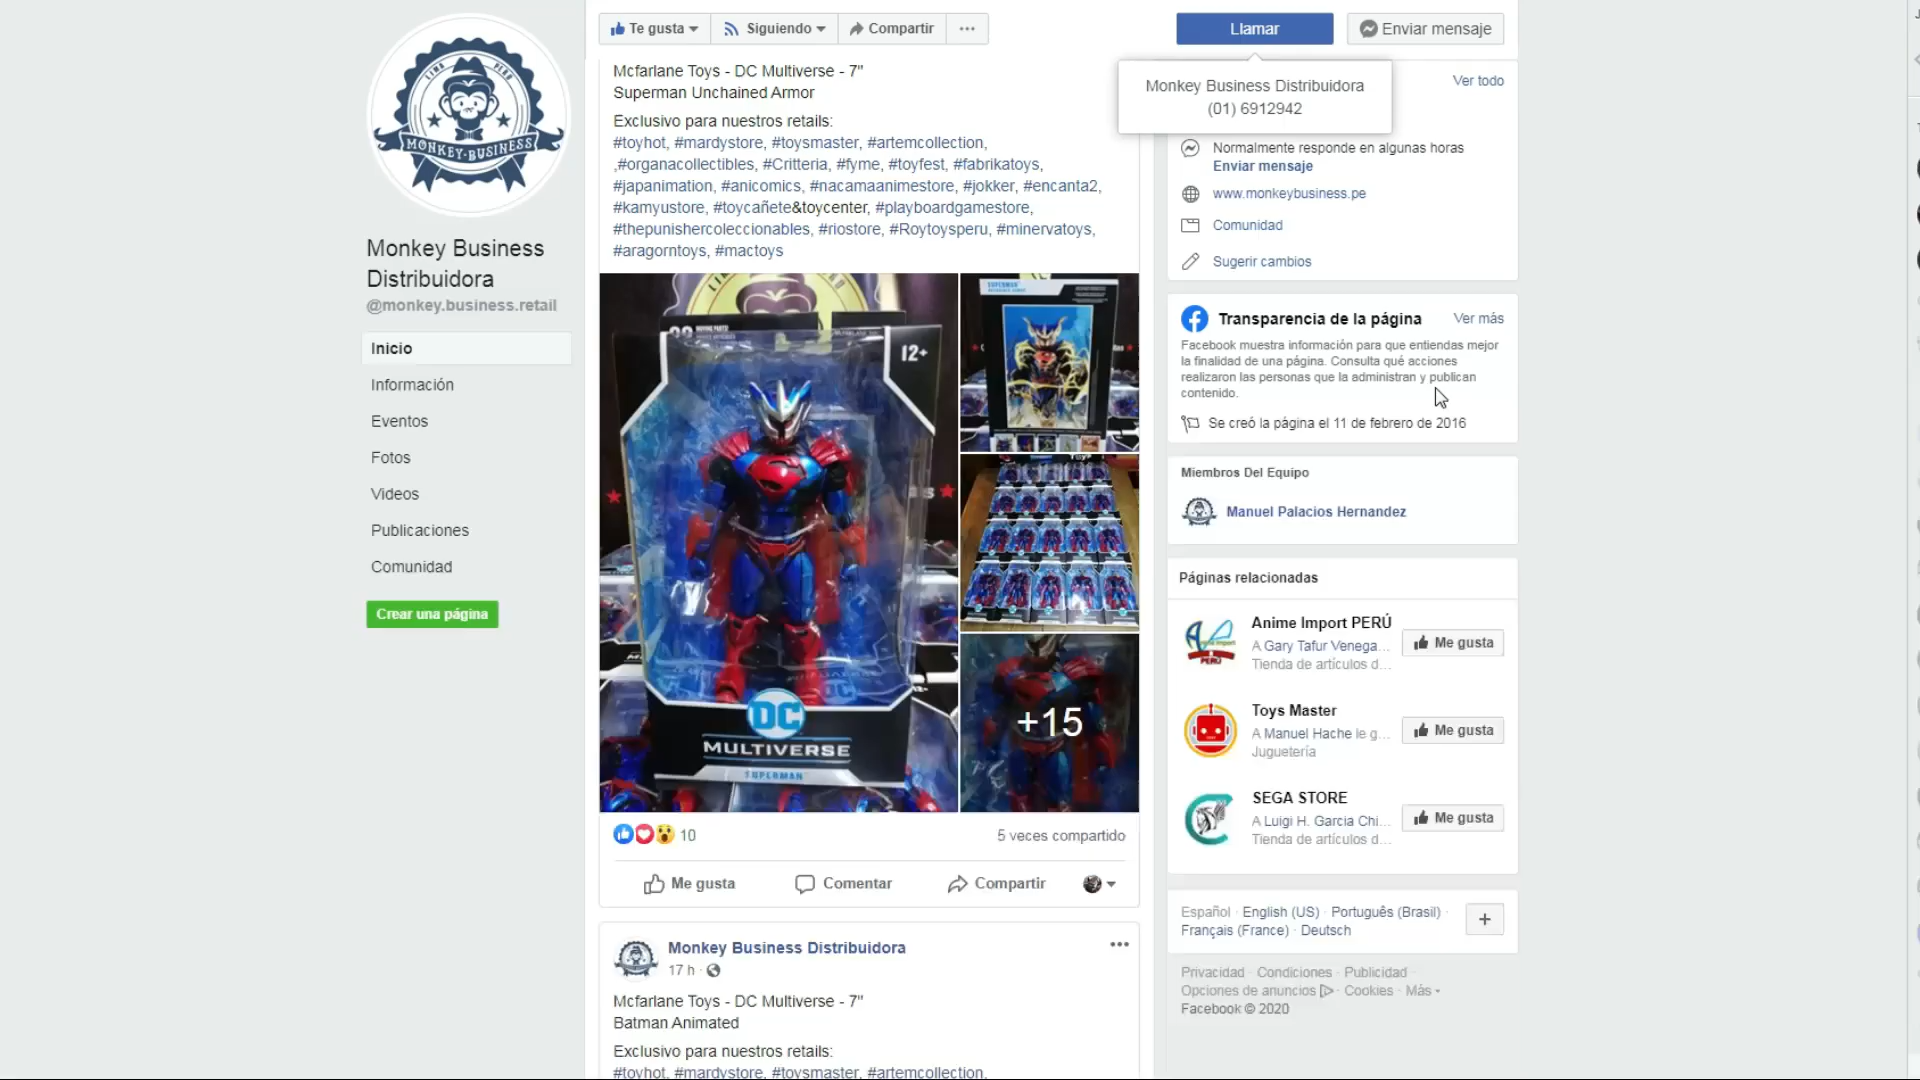 LIMA PERÚ
MONKEY-BUSINESS
Monkey Business
Distribuidora
@monkey.business.retail
Inicio
Información
Eventos
Fotos
Videos
Publicaciones
Comunidad
Crear una página
Te gusta
Siguiendo
Compartir
Llamar
Enviar mensaje
Mcfarlane Toys - DC Multiverse - 7"
Superman Unchained Armor
Exclusivo para nuestros retails:
#toyhot, #mardystore, #toysmaster, #artemcollection,
,#organacollectibles, #Critteria, #fyme, #toyfest, #fabrikatoys,
#japanimation, #anicomics, #nacamaanimestore, #jokker, #encanta2,
#kamyustore, #toycañete&toycenter, #playboardgamestore,
#thepunishercoleccionables, #riostore, #Roytoysperu, #minervatoys,
#aragorntoys, #mactoys
12+
DC
MULTIVERSE
SUPERMAN
SUPERMAN
+15
10
5 veces compartido
Me gusta
Comentar
Compartir
Monkey Business Distribuidora
17 h ·
Mcfarlane Toys - DC Multiverse - 7"
Batman Animated
Exclusivo para nuestros retails:
#toyhot, #mardystore, #toysmaster, #artemcollection,
Monkey Business Distribuidora
(01) 6912942
Ver todo
Normalmente responde en algunas horas
Enviar mensaje
www.monkeybusiness.pe
Comunidad
Sugerir cambios
Transparencia de la página
Ver más
Facebook muestra información para que entiendas mejor
la finalidad de una página. Consulta qué acciones
realizaron las personas que la administran y publican
contenido.
Se creó la página el 11 de febrero de 2016
Miembros Del Equipo
Manuel Palacios Hernandez
Páginas relacionadas
Anime Import PERÚ
A Gary Tafur Venega...
Tienda de artículos d...
Me gusta
Toys Master
A Manuel Hache le g...
Juguetería
Me gusta
SEGA STORE
A Luigi H. Garcia Chi...
Tienda de artículos d...
Me gusta
Español · English (US) · Português (Brasil) ·
Français (France) · Deutsch
Privacidad · Condiciones · Publicidad ·
Opciones de anuncios · Cookies · Más
Facebook © 2020